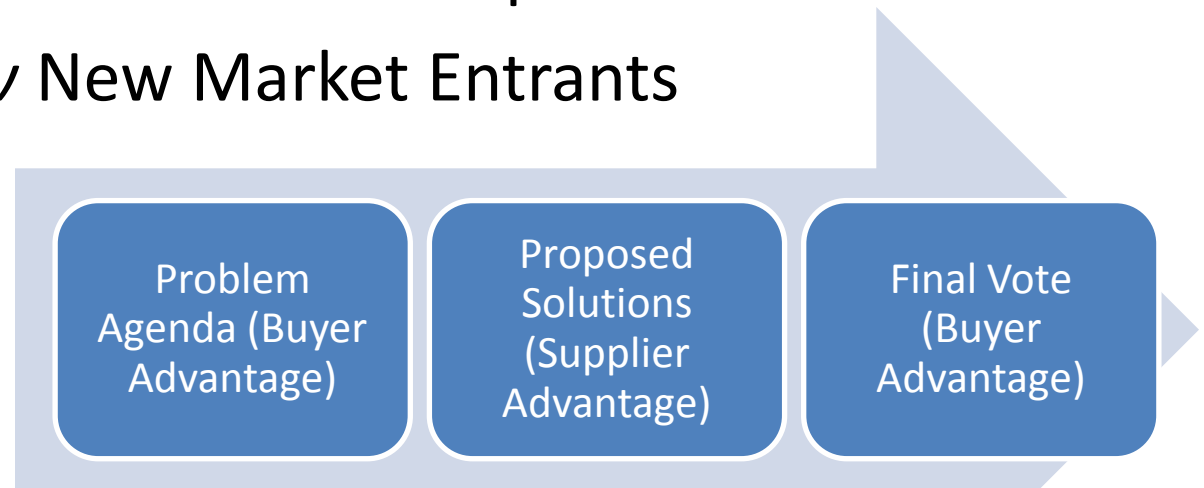 New Market Entrants
Problem
Agenda (Buyer
Advantage)
Proposed
Solutions
(Supplier
Advantage)
Final Vote
(Buyer
Advantage)